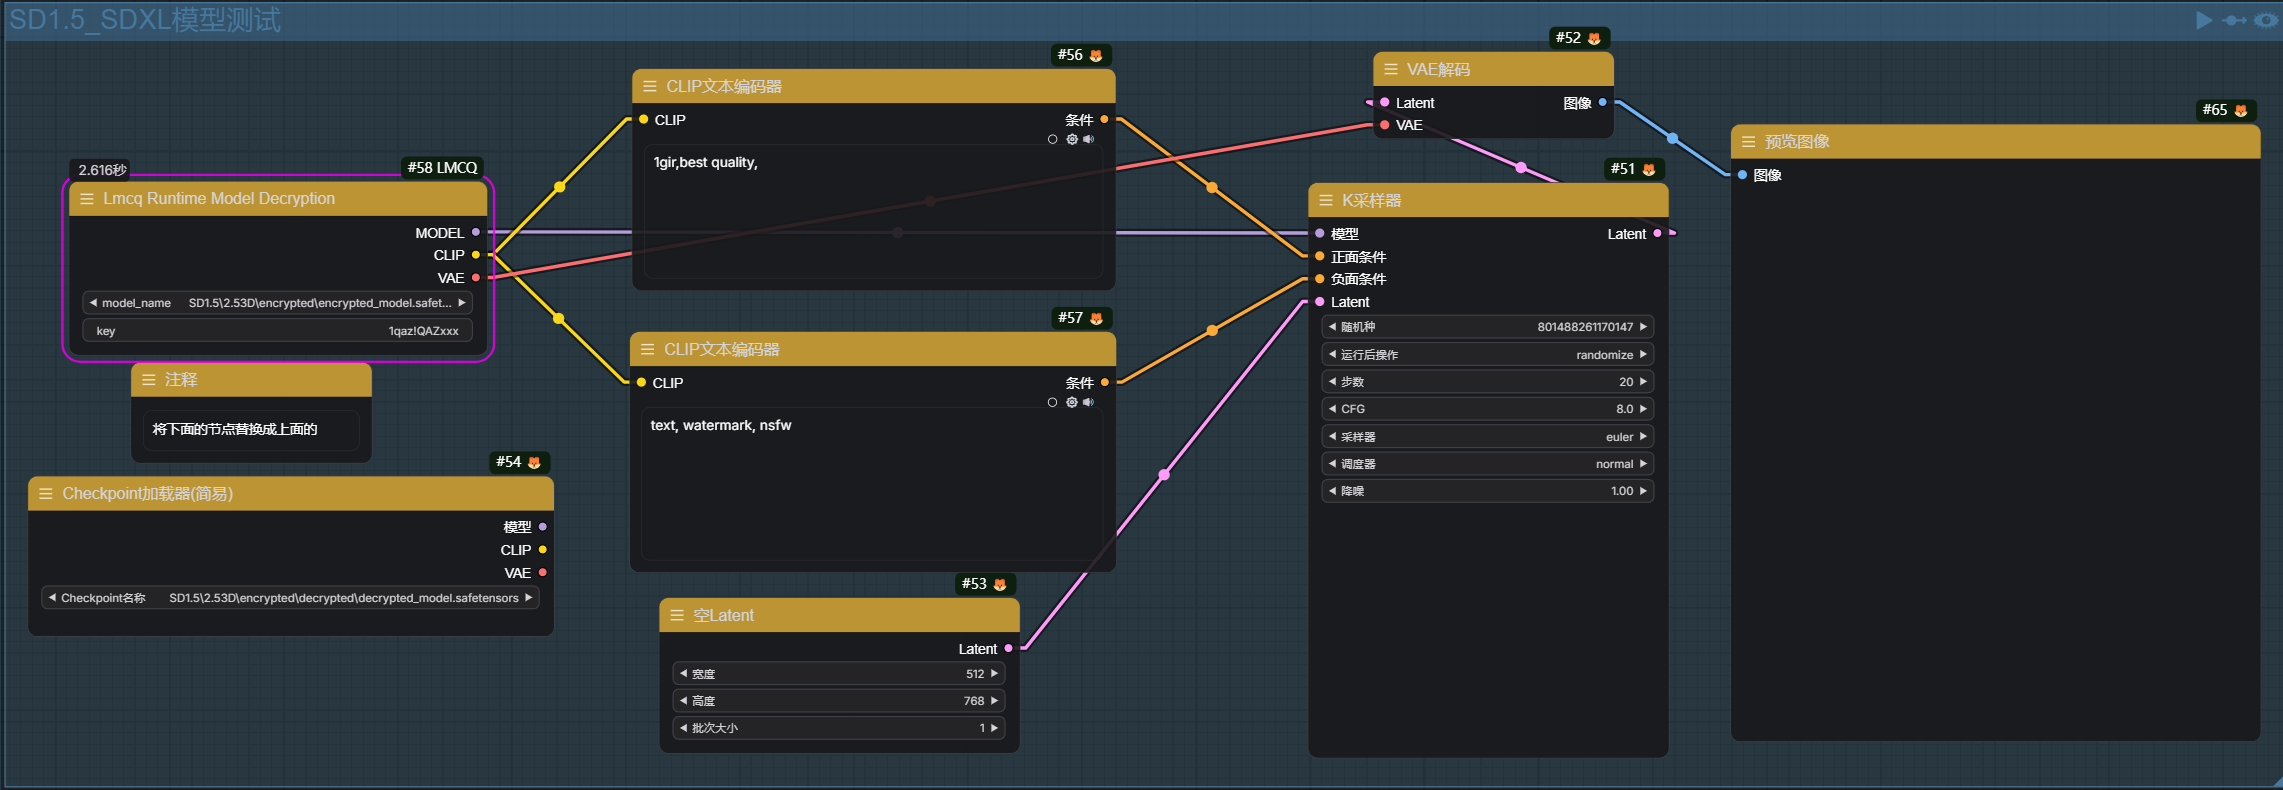 SD1.5_SDXL模型测试
#56
CLIP文本编码器
CLIP
条件
1gir,best quality,
2.616秒
#58 LMCQ
Lmcq Runtime Model Decryption
MODEL
CLIP
VAE
model_name SD1.5\2.53D\encrypted\encrypted_model.safet...
key 1qaz!QAZxxx
注释
将下面的节点替换成上面的
#54
Checkpoint加载器(简易)
模型
CLIP
VAE
Checkpoint名称 SD1.5\2.53D\encrypted\decrypted\decrypted_model.safetensors
#57
CLIP文本编码器
CLIP
条件
text, watermark, nsfw
#53
空Latent
Latent
宽度 512
高度 768
批次大小 1
#52
VAE解码
Latent
图像
VAE
#51
K采样器
模型
Latent
正面条件
负面条件
Latent
随机种 801488261170147
运行后操作 randomize
步数 20
CFG 8.0
采样器 euler
调度器 normal
降噪 1.00
#65
预览图像
图像